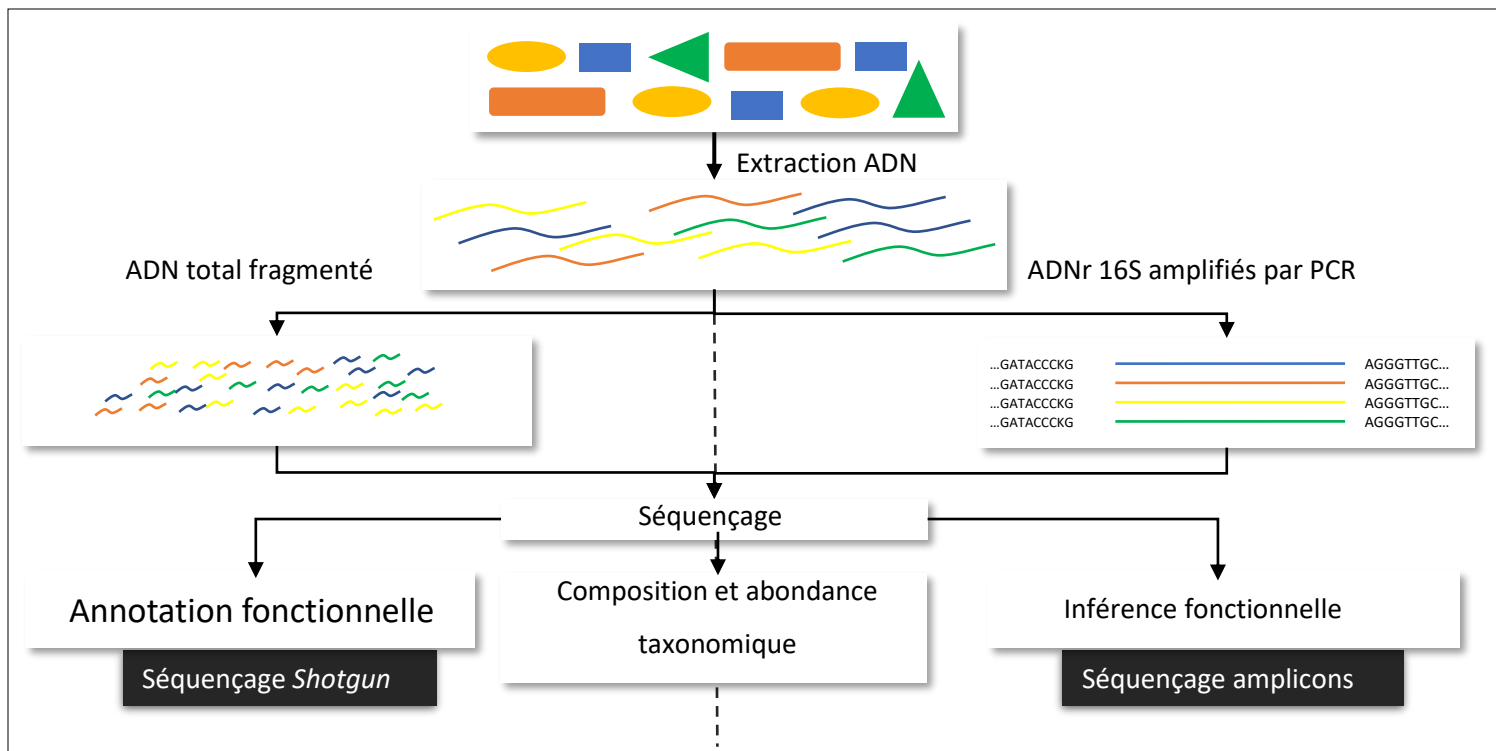 Extraction ADN
ADN total fragmenté
ADNr 16S amplifiés par PCR
...GATACCCKG AGGGTTGC...
...GATACCCKG AGGGTTGC...
...GATACCCKG AGGGTTGC...
...GATACCCKG AGGGTTGC...
Séquençage
Annotation fonctionnelle
Composition et abondance
taxonomique
Inférence fonctionnelle
Séquençage Shotgun
Séquençage amplicons